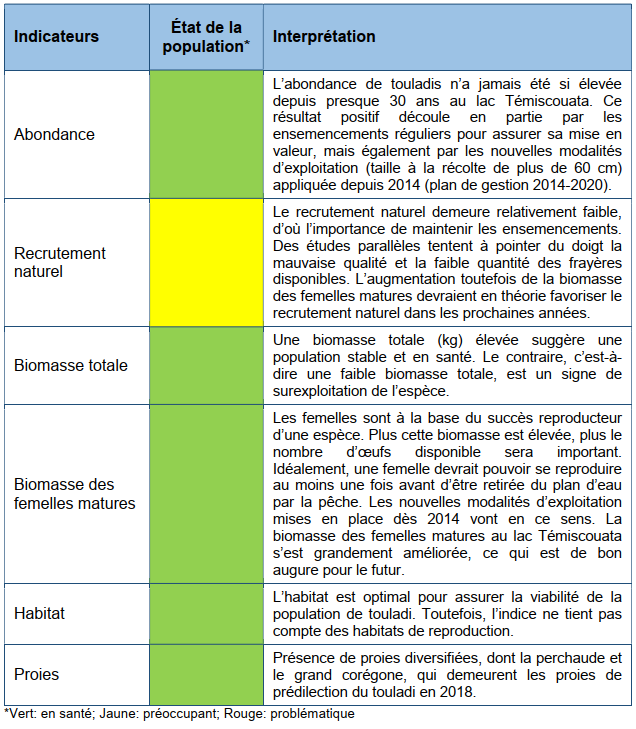 Indicateurs
État de la
population*
Interprétation
Abondance
L’abondance de touladis n’a jamais été si élevée
depuis presque 30 ans au lac Témiscouata. Ce
résultat positif découle en partie par les
ensemencements réguliers pour assurer sa mise en
valeur, mais également par les nouvelles modalités
d’exploitation (taille à la récolte de plus de 60 cm)
appliquée depuis 2014 (plan de gestion 2014-2020).
Recrutement
naturel
Le recrutement naturel demeure relativement faible,
d’où l’importance de maintenir les ensemencements.
Des études parallèles tentent à pointer du doigt la
mauvaise qualité et la faible quantité des frayères
disponibles. L’augmentation toutefois de la biomasse
des femelles matures devraient en théorie favoriser le
recrutement naturel dans les prochaines années.
Biomasse totale
Une biomasse totale (kg) élevée suggère une
population stable et en santé. Le contraire, c’est-à-
dire une faible biomasse totale, est un signe de
surexploitation de l’espèce.
Biomasse des
femelles matures
Les femelles sont à la base du succès reproducteur
d’une espèce. Plus cette biomasse est élevée, plus le
nombre d’œufs disponible sera important.
Idéalement, une femelle devrait pouvoir se reproduire
au moins une fois avant d’être retirée du plan d’eau
par la pêche. Les nouvelles modalités d’exploitation
mises en place dès 2014 vont en ce sens. La
biomasse des femelles matures au lac Témiscouata
s’est grandement améliorée, ce qui est de bon
augure pour le futur.
Habitat
L’habitat est optimal pour assurer la viabilité de la
population de touladi. Toutefois, l’indice ne tient pas
compte des habitats de reproduction.
Proies
Présence de proies diversifiées, dont la perchaude et
le grand corégone, qui demeurent les proies de
prédilection du touladi en 2018.
*Vert: en santé; Jaune: préoccupant; Rouge: problématique